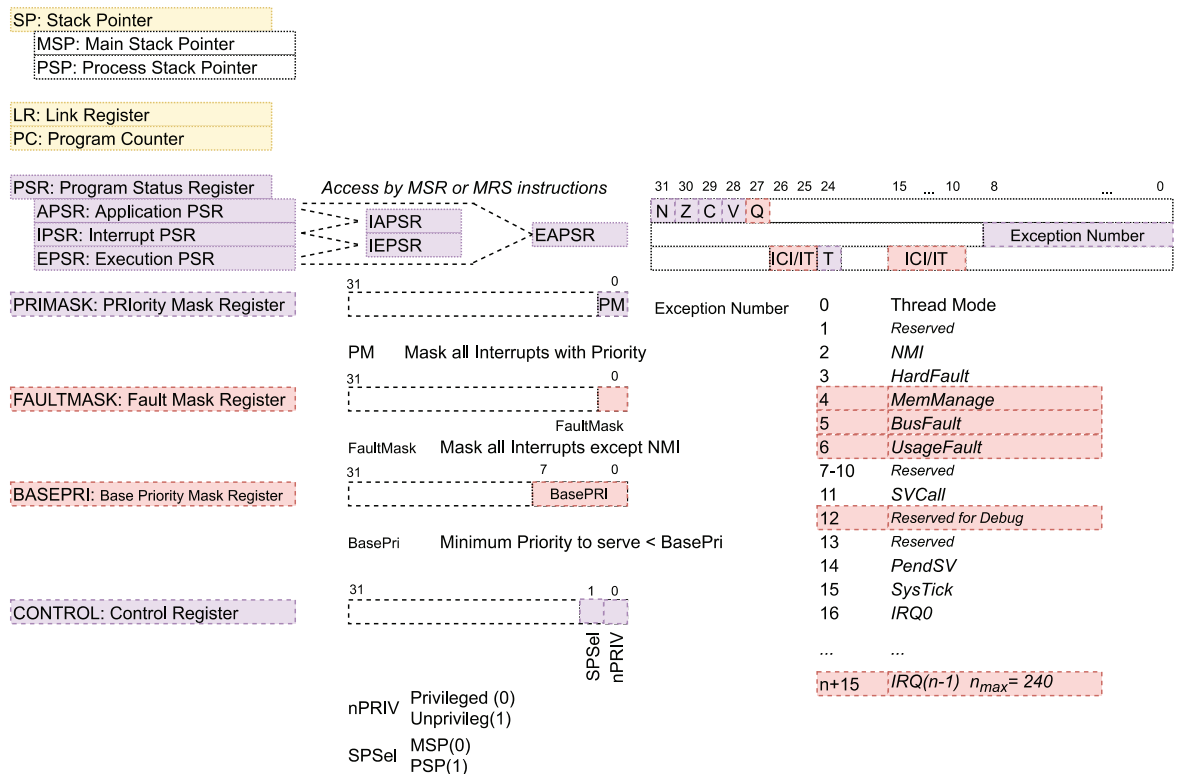 SP: Stack Pointer
MSP: Main Stack Pointer
PSP: Process Stack Pointer
LR: Link Register
PC: Program Counter
PSR: Program Status Register
APSR: Application PSR
IPSR: Interrupt PSR
EPSR: Execution PSR
Access by MSR or MRS instructions
IAPSR
IEPSR
EAPSR
31 30 29 28 27 26 25 24 15 ... 10 8 ... 0
N Z C V Q
Exception Number
ICI/IT T ICI/IT
PRIMASK: PRIority Mask Register
31 0
PM
PM Mask all Interrupts with Priority
FAULTMASK: Fault Mask Register
31 0
FaultMask
FaultMask Mask all Interrupts except NMI
BASEPRI: Base Priority Mask Register
31 7 0
BasePRI
BasePri Minimum Priority to serve < BasePri
CONTROL: Control Register
31 1 0
SPSel
nPRIV
nPRIV Privileged (0)
Unprivileg(1)
SPSel MSP(0)
PSP(1)
Exception Number 0 Thread Mode
1 Reserved
2 NMI
3 HardFault
4 MemManage
5 BusFault
6 UsageFault
7-10 Reserved
11 SVCall
12 Reserved for Debug
13 Reserved
14 PendSV
15 SysTick
16 IRQ0
... ...
n+15 IRQ(n-1) nmax= 240